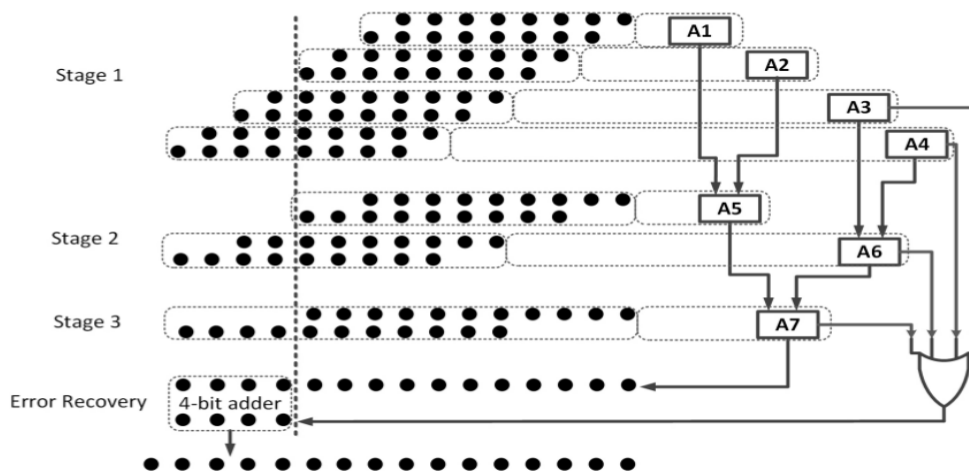 A1
Stage 1
A2
A3
A4
A5
Stage 2
A6
Stage 3
A7
Error Recovery
4-bit adder